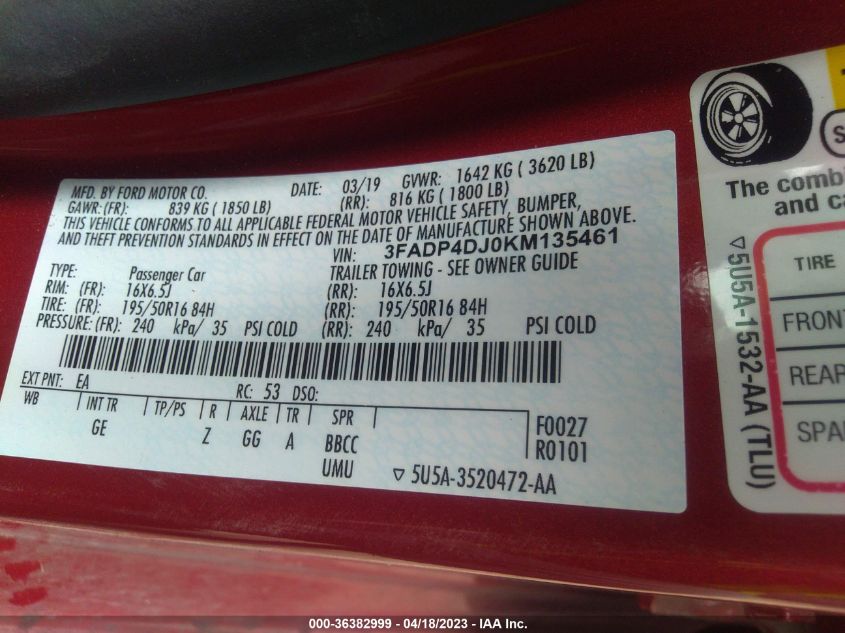 MFD. BY FORD MOTOR CO. DATE: 03/19 GVWR: 1642 KG ( 3620 LB)
GAWR: (FR): 839 KG ( 1850 LB) (RR): 816 KG ( 1800 LB)
THIS VEHICLE CONFORMS TO ALL APPLICABLE FEDERAL MOTOR VEHICLE SAFETY, BUMPER,
AND THEFT PREVENTION STANDARDS IN EFFECT ON THE DATE OF MANUFACTURE SHOWN ABOVE.
VIN: 3FADP4DJ0KM135461
TYPE: Passenger Car TRAILER TOWING - SEE OWNER GUIDE
RIM: (FR): 16X6.5J (RR): 16X6.5J
TIRE: (FR): 195/50R16 84H (RR): 195/50R16 84H
PRESSURE: (FR): 240 kPa/ 35 PSI COLD (RR): 240 kPa/ 35 PSI COLD
EXT PNT: EA RC: 53 DSO:
WB INT TR TP/PS R AXLE TR SPR F0027
GE Z GG A BBCC R0101
UMU ▽ 5U5A-3520472-AA
The comb
and ca
▽5U5A-1532-AA (TLU)
TIRE
FRONT
REAR
SPA
000-36382999 - 04/18/2023 - IAA Inc.